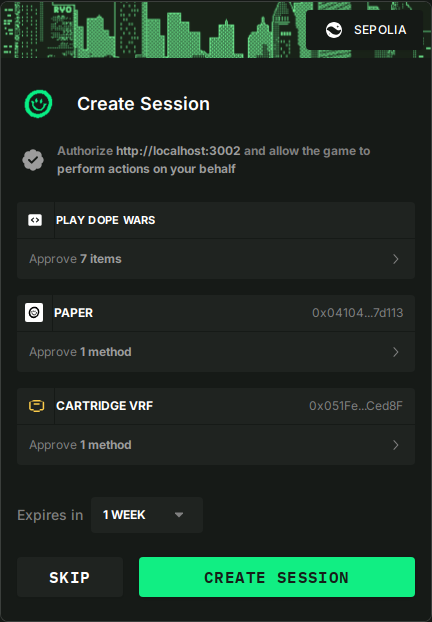 RYO
SEPOLIA
Create Session
Authorize http://localhost:3002 and allow the game to
perform actions on your behalf
PLAY DOPE WARS
Approve 7 items
PAPER 0x04104...7d113
Approve 1 method
CARTRIDGE VRF 0x051Fe...Ced8F
Approve 1 method
Expires in 1 WEEK
SKIP CREATE SESSION